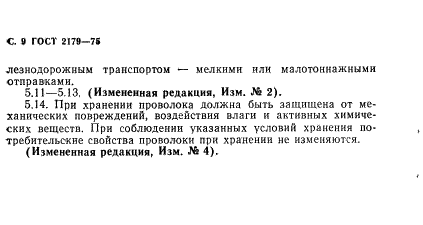 С. 9 ГОСТ 2179—75
лезнодорожным транспортом — мелкими или малотоннажными
отправками.
5.11—5.13. (Измененная редакция, Изм. № 2).
5.14. При хранении проволока должна быть защищена от ме-
ханических повреждений, воздействия влаги и активных химиче-
ских веществ. При соблюдении указанных условий хранения по-
требительские свойства проволоки при хранении не изменяются.
(Измененная редакция, Изм. № 4).